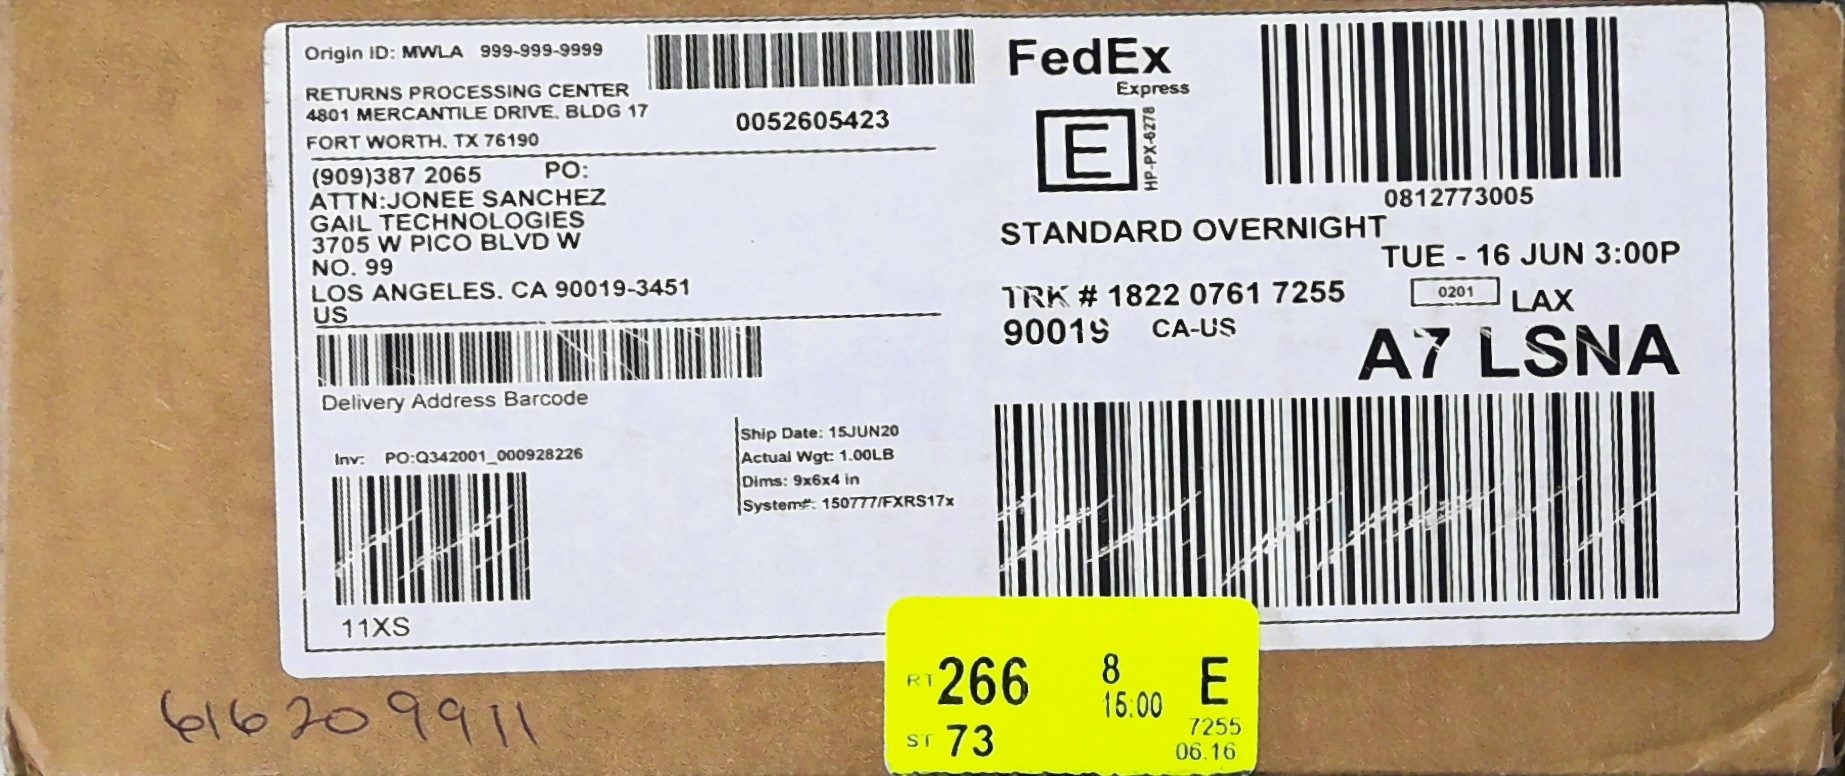 Origin ID: MWLA 999-999-9999
RETURNS PROCESSING CENTER
4801 MERCANTILE DRIVE, BLDG 17
FORT WORTH, TX 76190
0052605423
(909)387 2065 PO:
ATTN:JONEE SANCHEZ
GAIL TECHNOLOGIES
3705 W PICO BLVD W
NO. 99
LOS ANGELES, CA 90019-3451
US
Delivery Address Barcode
Inv: PO:Q342001_000928226
11XS
Ship Date: 15JUN20
Actual Wgt: 1.00LB
Dims: 9x6x4 in
System#: 150777/FXRS17x
FedEx
Express
E
HP-PX-6278
0812773005
STANDARD OVERNIGHT
TUE - 16 JUN 3:00P
TRK # 1822 0761 7255
0201 LAX
90019 CA-US
A7 LSNA
RT 266 8 E
15:00
ST 73 7255
06.16
616209911